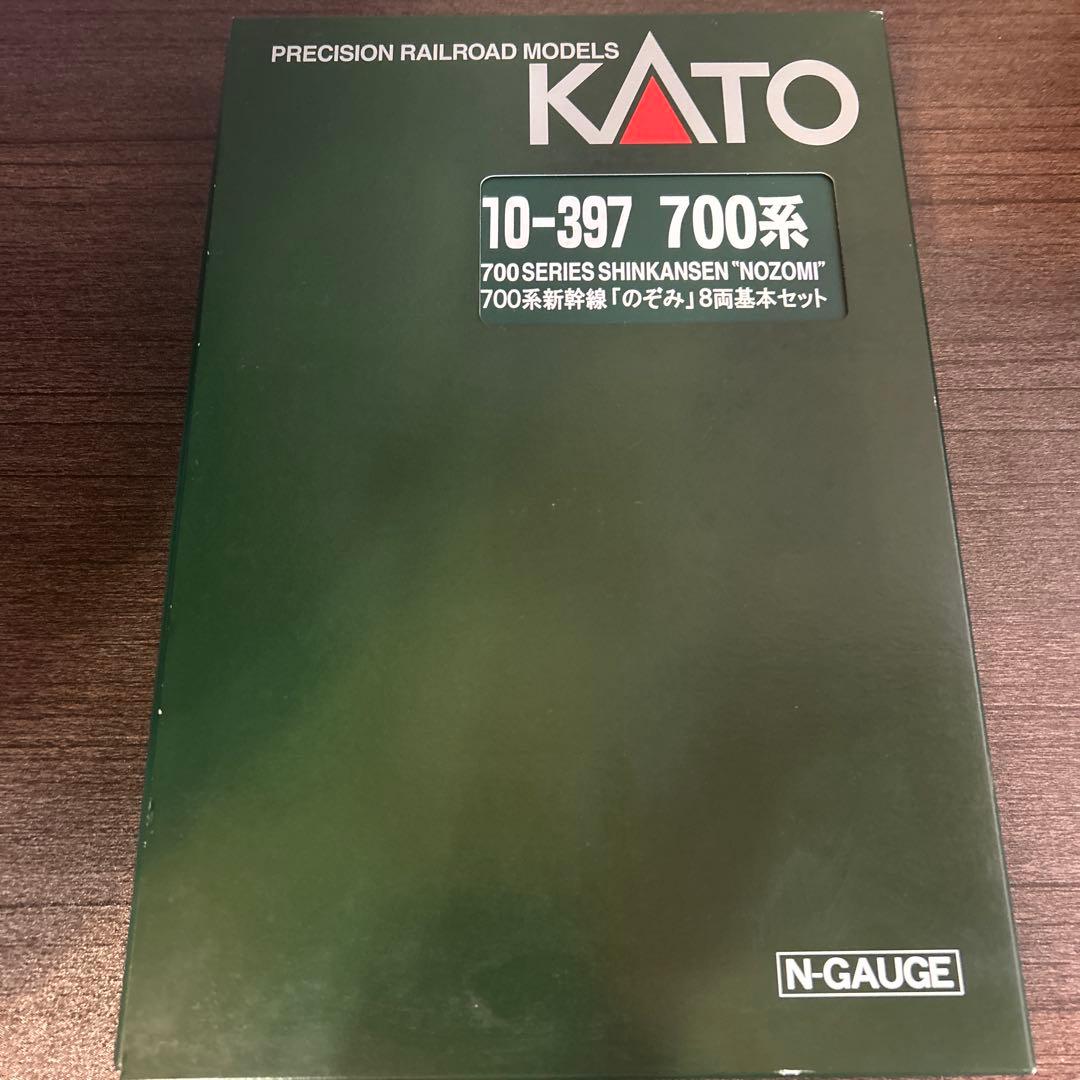 PRECISION RAILROAD MODELS
KATO
10-397 700系
700 SERIES SHINKANSEN "NOZOMI"
700系新幹線「のぞみ」8両基本セット
N-GAUGE